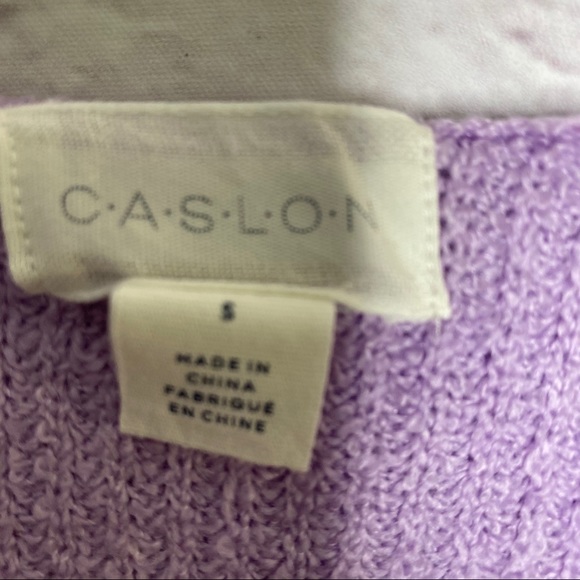 C·A·S·L·O·N
S
MADE IN
CHINA
FABRIQUÉ
EN CHINE